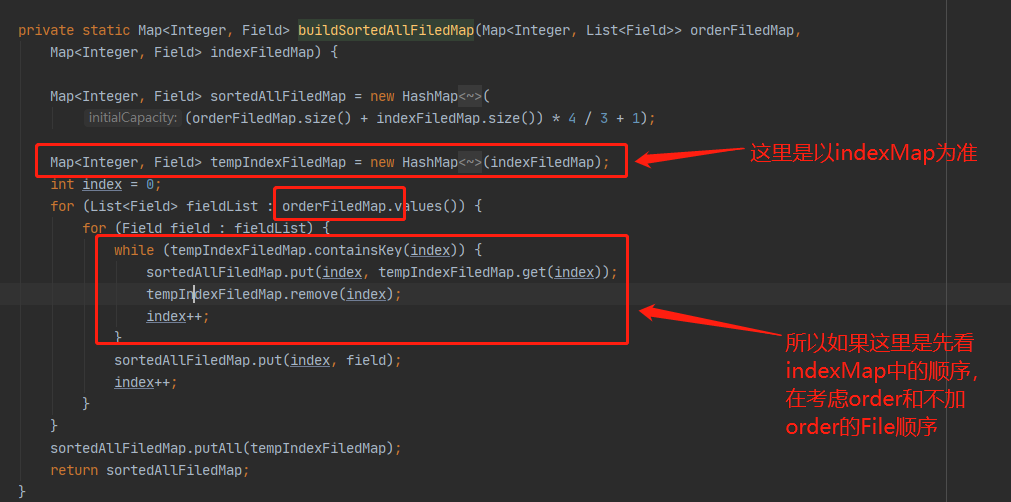 private static Map<Integer, Field> buildSortedAllFiledMap(Map<Integer, List<Field>> orderFiledMap,
Map<Integer, Field> indexFiledMap) {
Map<Integer, Field> sortedAllFiledMap = new HashMap<~>(
initialCapacity: (orderFiledMap.size() + indexFiledMap.size()) * 4 / 3 + 1);
Map<Integer, Field> tempIndexFiledMap = new HashMap<~>(indexFiledMap);
这里是以indexMap为准
int index = 0;
for (List<Field> fieldList : orderFiledMap.values()) {
for (Field field : fieldList) {
while (tempIndexFiledMap.containsKey(index)) {
sortedAllFiledMap.put(index, tempIndexFiledMap.get(index));
tempIndexFiledMap.remove(index);
index++;
}
所以如果这里是先看
indexMap中的顺序,
在考虑order和不加
order的File顺序
sortedAllFiledMap.put(index, field);
index++;
}
}
sortedAllFiledMap.putAll(tempIndexFiledMap);
return sortedAllFiledMap;
}